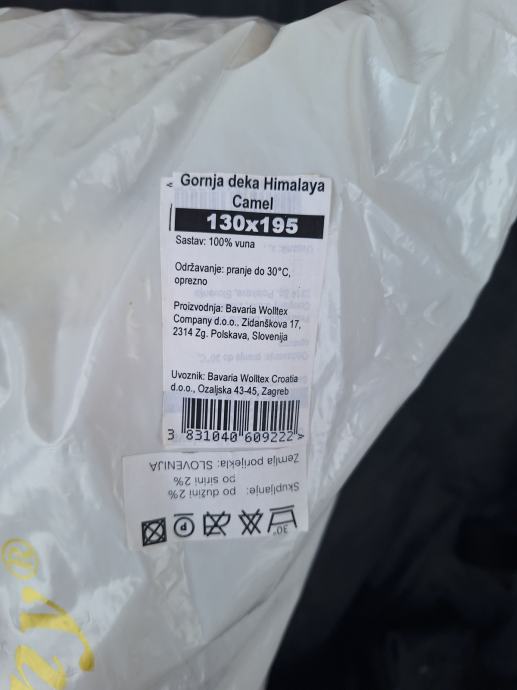 Gornja deka Himalaya
Camel
130x195
Sastav: 100% vuna
Održavanje: pranje do 30°C,
oprezno
Proizvodnja: Bavaria Wolltex
Company d.o.o., Zidanškova 17,
2314 Zg. Polskava, Slovenija
Uvoznik: Bavaria Wolltex Croatia
d.o.o., Ozaljska 43-45, Zagreb
3 831040 609222 >
30°
Skupljanje: po dužini 2%
po širini 2%
Zemlja porijekla: SLOVENIJA
®